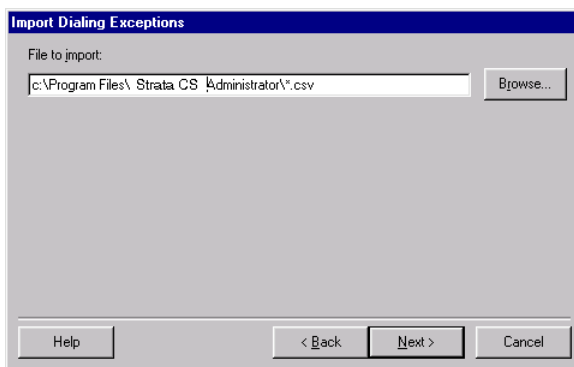 Import Dialing Exceptions
File to import:
c:\Program Files\ Strata CS Administrator\*.csv
Browse...
Help
< Back
Next >
Cancel